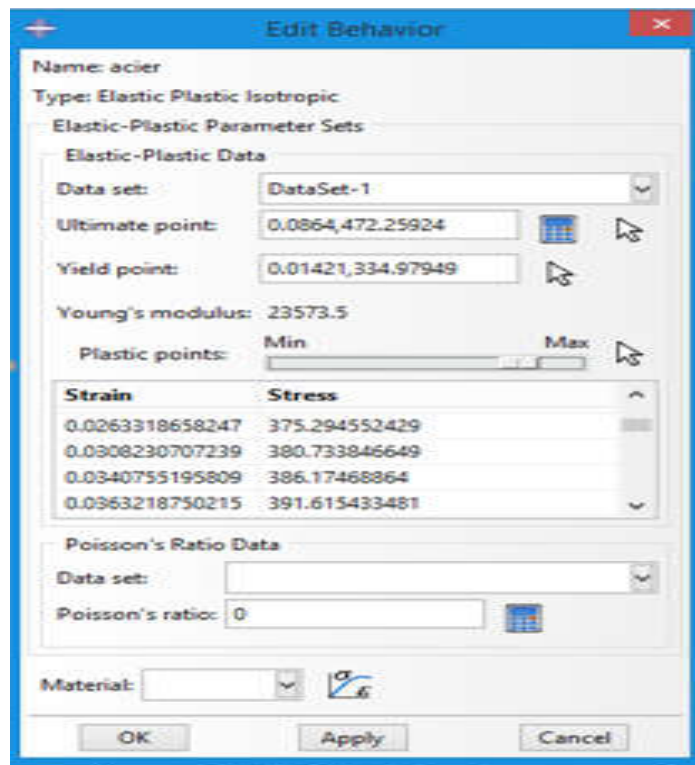 Edit Behavior
Name: acier
Type: Elastic Plastic Isotropic
Elastic-Plastic Parameter Sets
Elastic-Plastic Data
Data set: DataSet-1
Ultimate point: 0.0864,472.25924
Yield point: 0.01421,334.97949
Young's modulus: 23573.5
Plastic points: Min Max
Strain Stress
0.0263318658247 375.294552429
0.0308230707239 380.733846649
0.0340755195809 386.17468864
0.0363218750215 391.615433481
Poisson's Ratio Data
Data set:
Poisson's ratio: 0
Material: σ ε
OK Apply Cancel